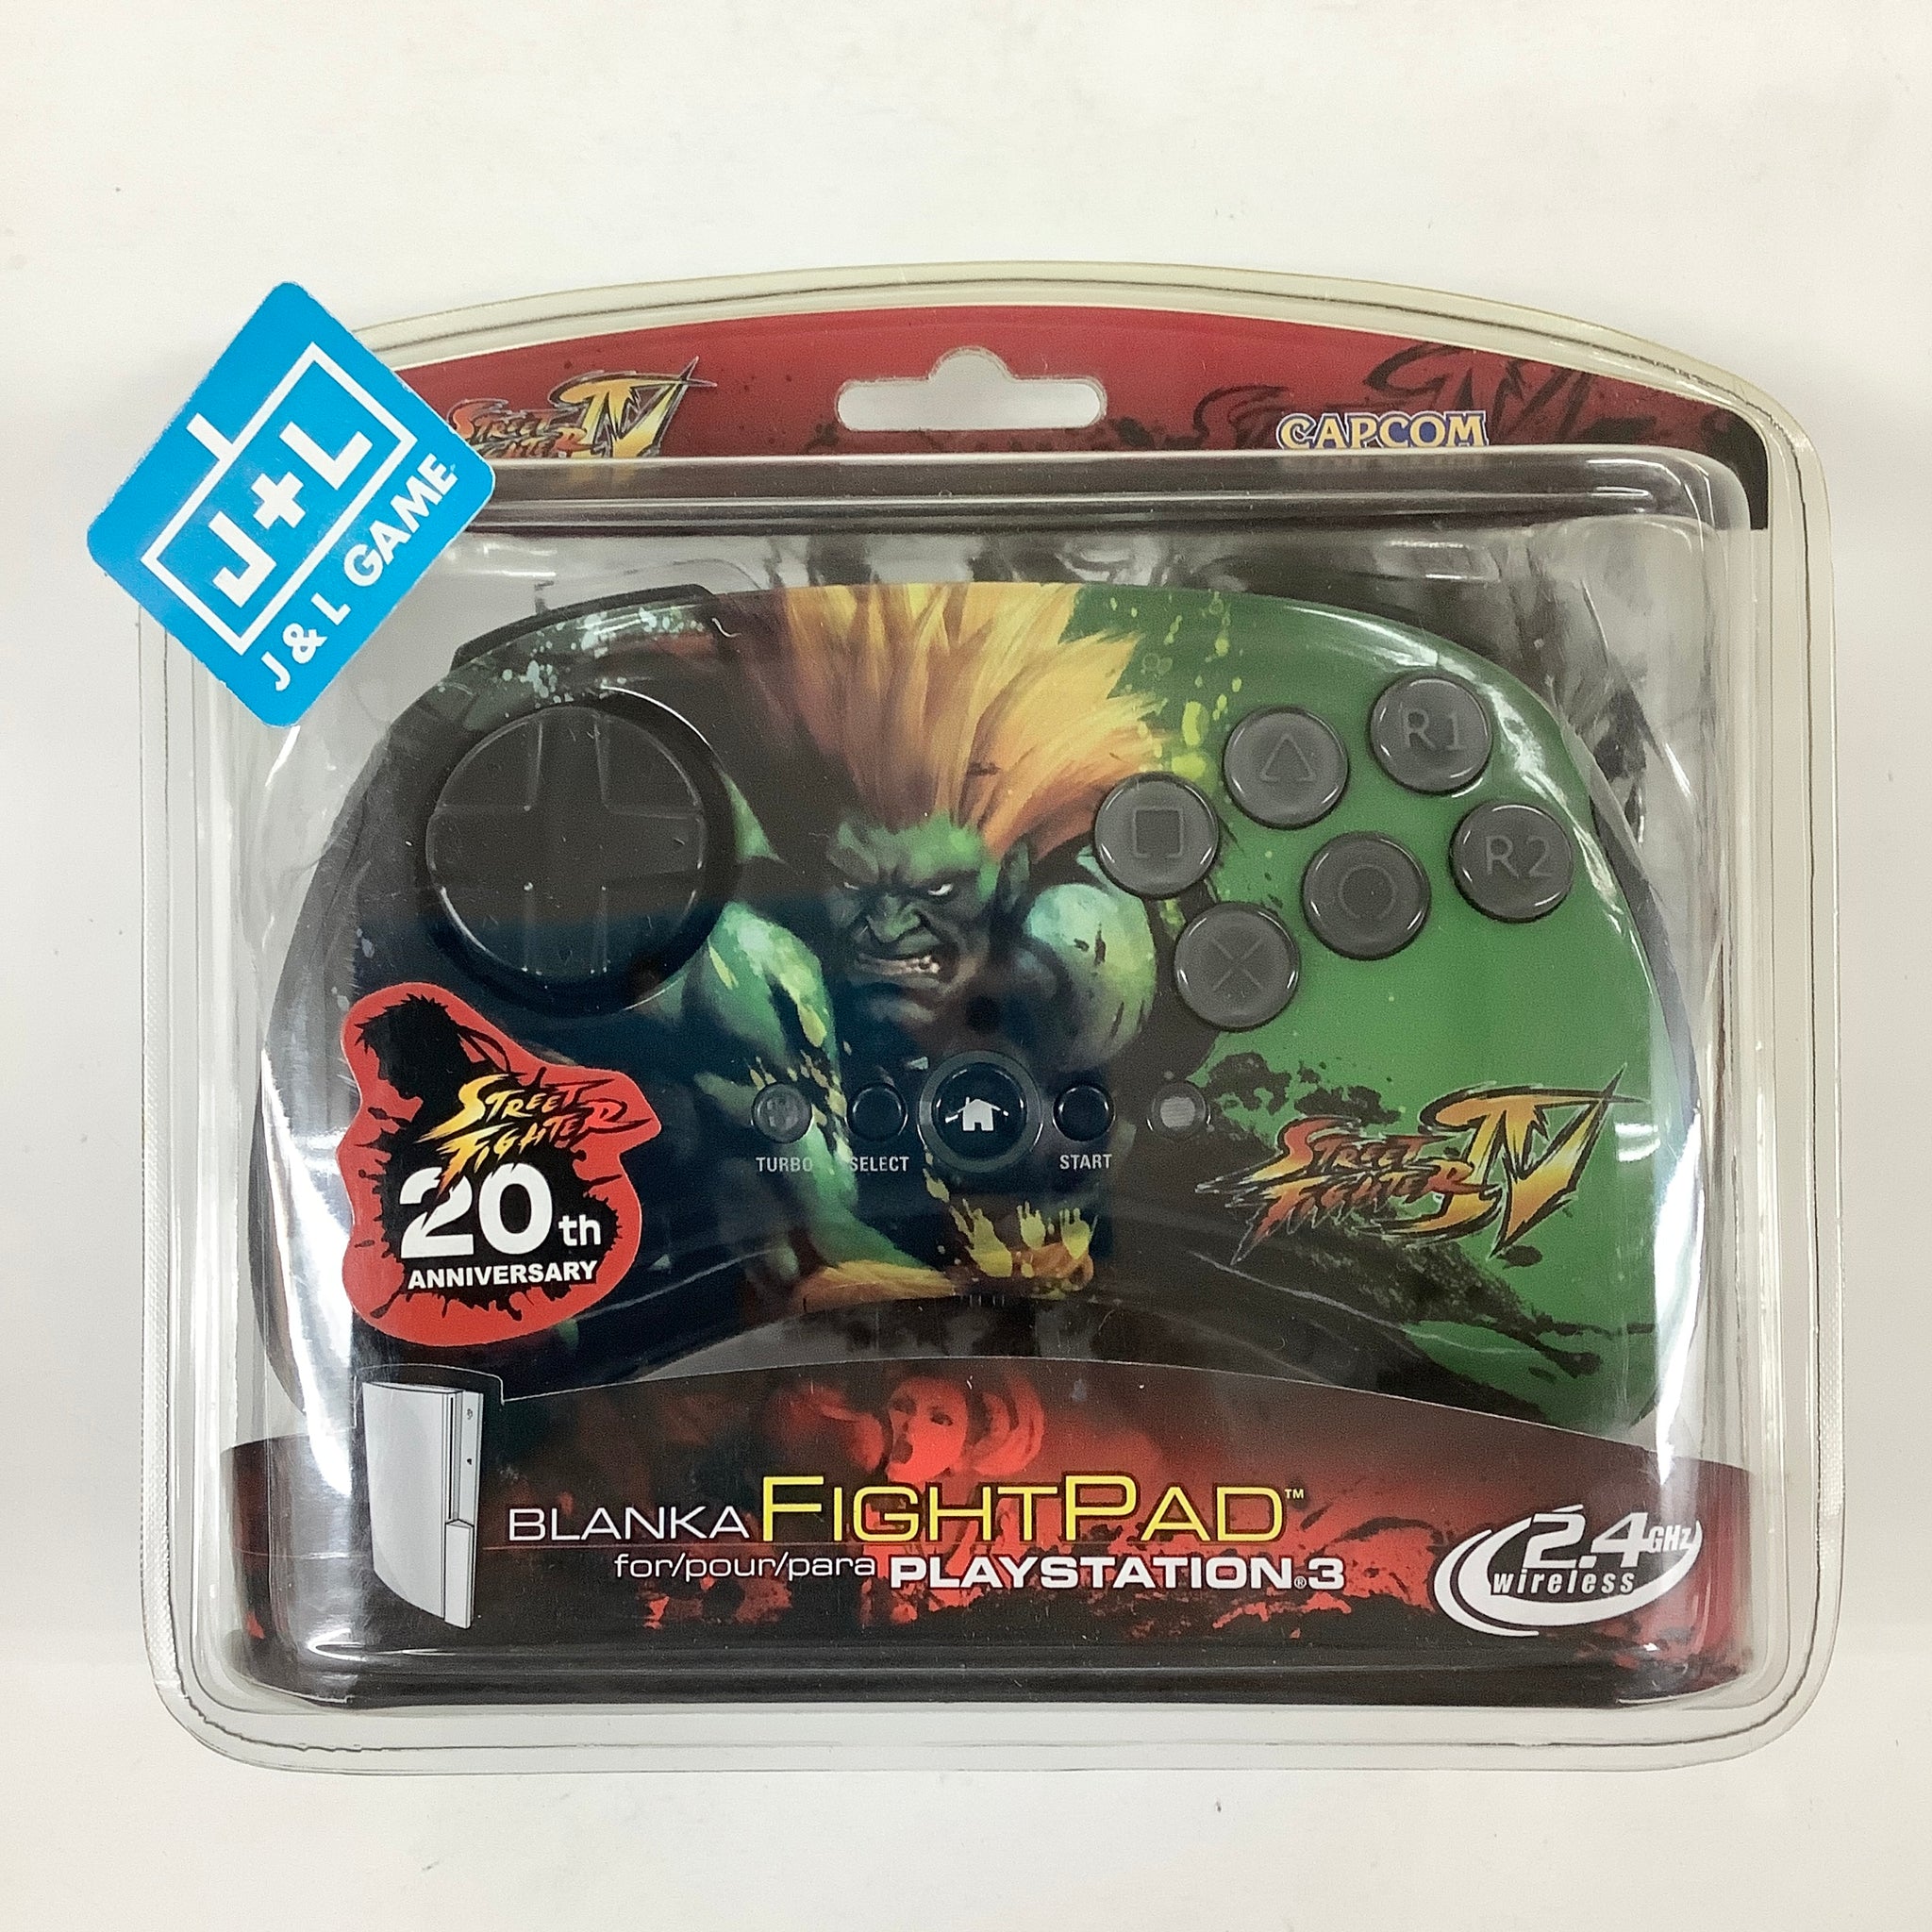 J+L
J & L GAME
STREET
FIGHTER IV
CAPCOM
R1
R2
STREET
FIGHTER
20th
ANNIVERSARY
TURBO
SELECT
START
STREET
FIGHTER IV
BLANKA FIGHTPAD™
for/pour/para PLAYSTATION®3
2.4GHz
wireless